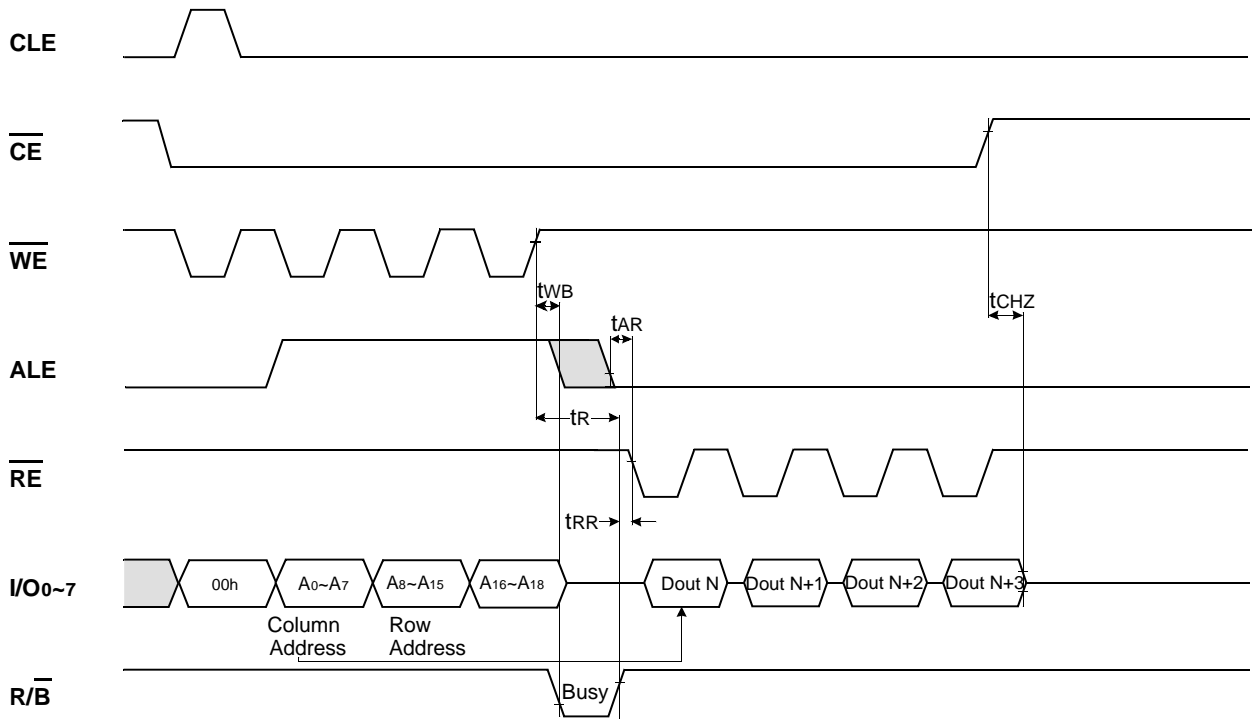 CLE
CE
WE
tWB
tCHZ
tAR
ALE
tR
RE
tRR
I/O0~7
00h
A0~A7
A8~A15
A16~A18
Dout N
Dout N+1
Dout N+2
Dout N+3
Column
Address
Row
Address
R/B
Busy